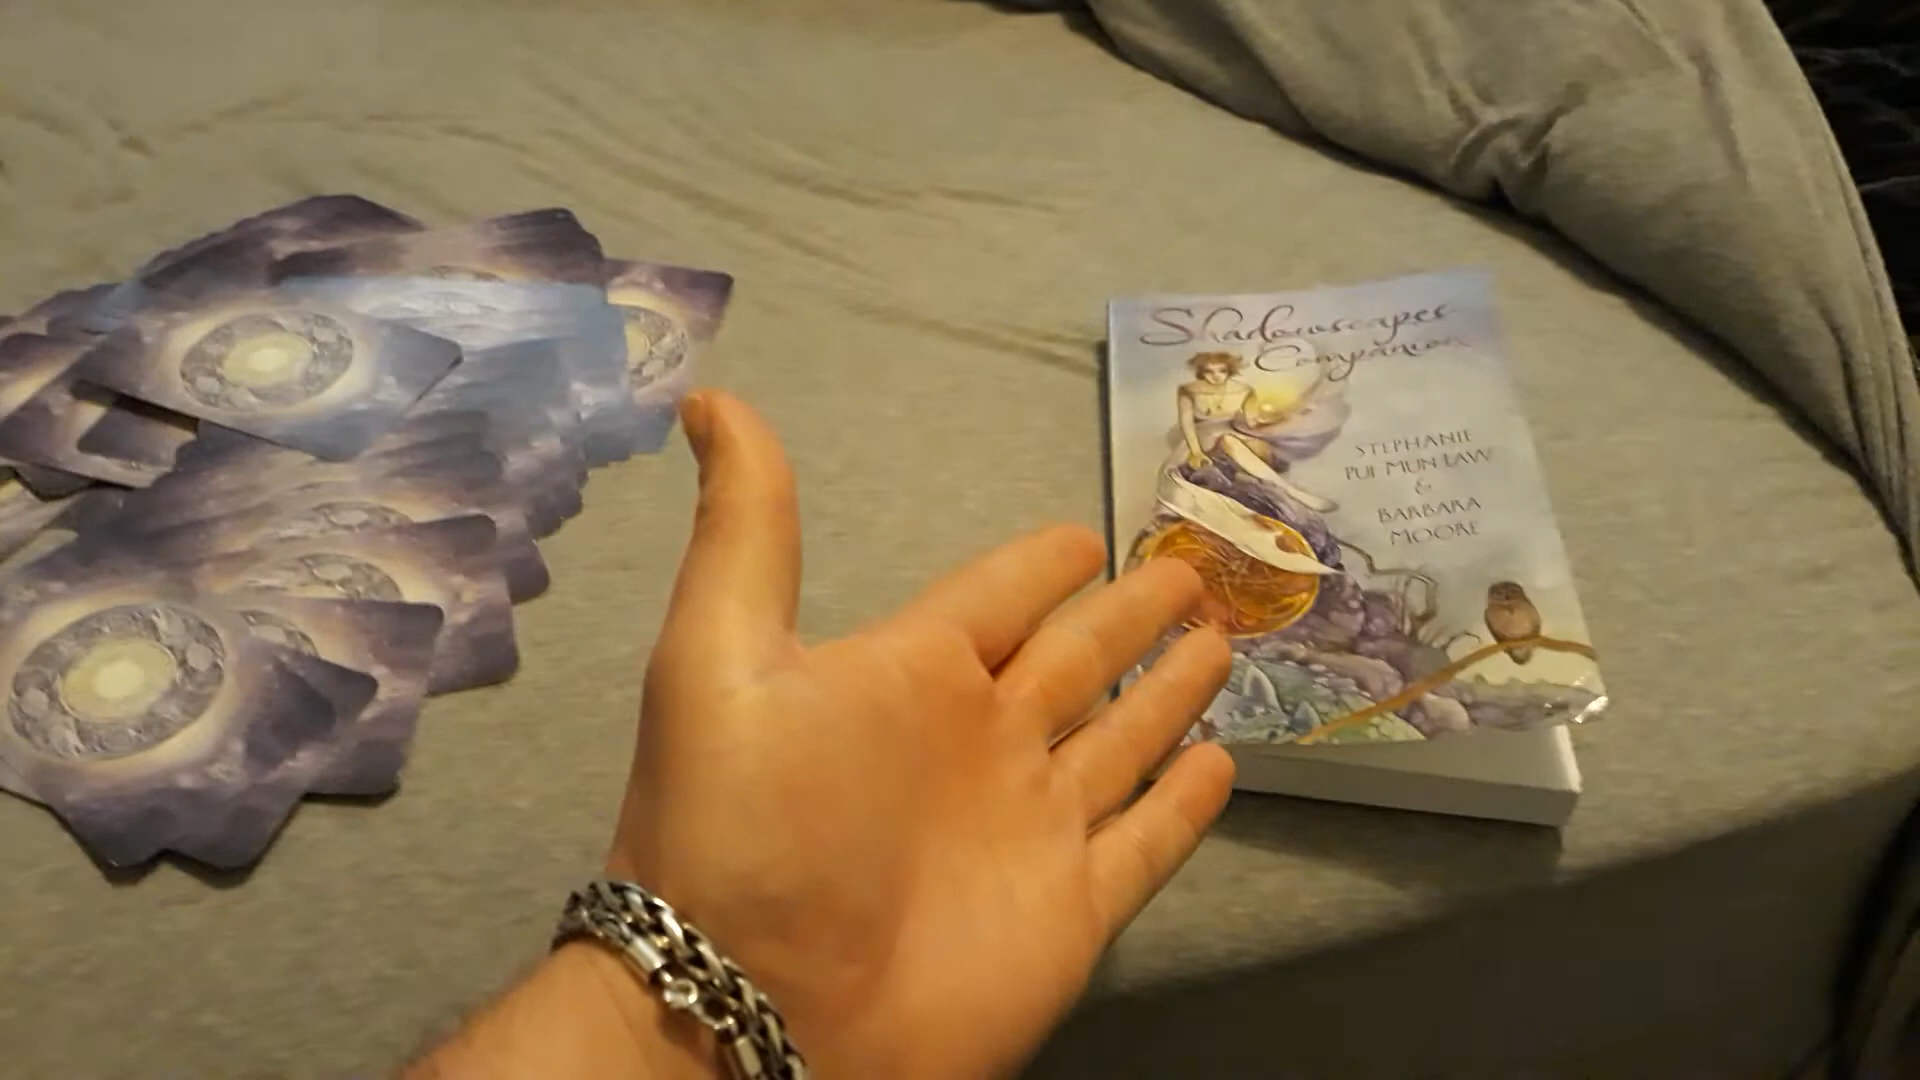 Shadowscapes
Companion
STEPHANIE
PUI MUN LAW
&
BARBARA
MOORE